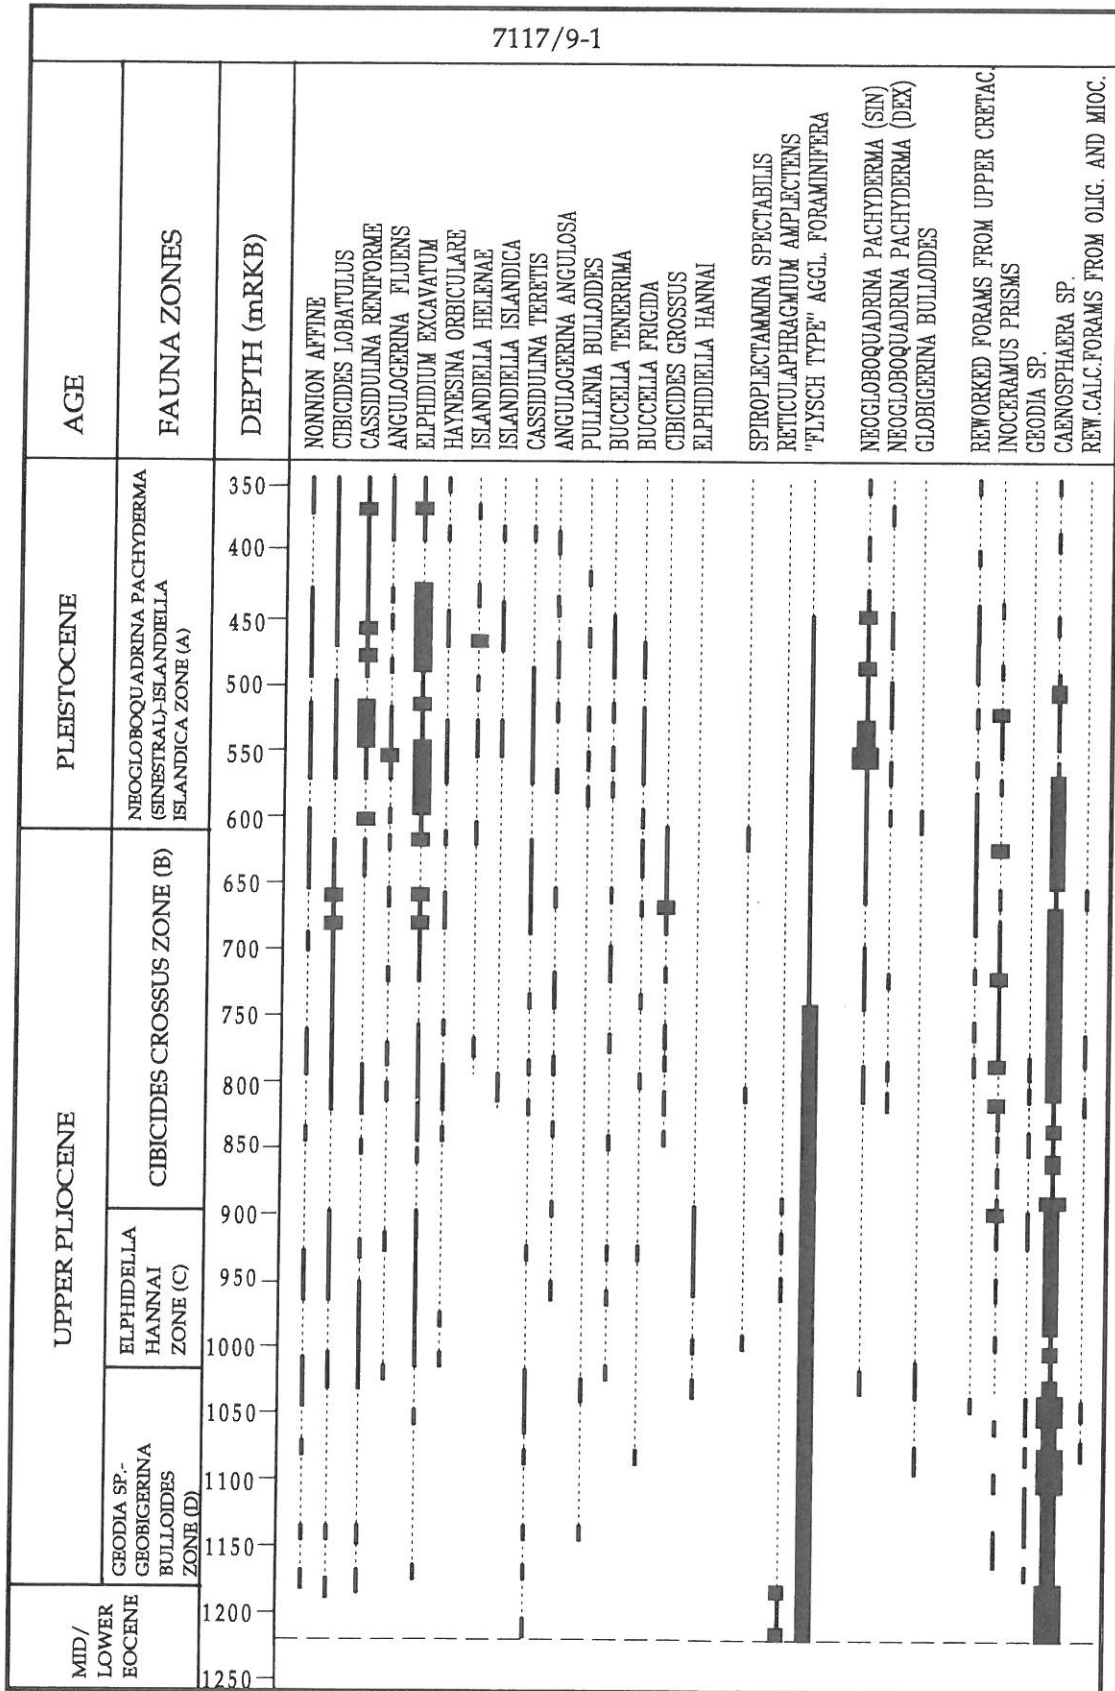 7117/9-1
AGE
FAUNA ZONES
DEPTH (mRKB)
NONNION AFFINE
CIBICIDES LOBATULUS
CASSIDULINA RENIFORME
ANGULOGERINA FLUENS
ELPHIDIUM EXCAVATUM
HAYNESINA ORBICULARE
ISLANDIELLA HELENAE
ISLANDIELLA ISLANDICA
CASSIDULINA TERETIS
ANGULOGERINA ANGULOSA
PULLENIA BULLOIDES
BUCCELLA TENERRIMA
BUCCELLA FRIGIDA
CIBICIDES GROSSUS
ELPHIDIELLA HANNAI
SPIROPLECTAMMINA SPECTABILIS
RETICULAPHRAGMIUM AMPLECTENS
"FLYSCH TYPE" AGGL. FORAMINIFERA
NEOGLOBOQUADRINA PACHYDERMA (SIN)
NEOGLOBOQUADRINA PACHYDERMA (DEX)
GLOBIGERINA BULLOIDES
REWORKED FORAMS FROM UPPER CRETAC.
INOCERAMUS PRISMS
GEODIA SP.
CAENOSPHAERA SP.
REW.CALC.FORAMS FROM OLIG. AND MIOC.
PLEISTOCENE
NEOGLOBOQUADRINA PACHYDERMA
(SINESTRAL)-ISLANDIELLA
ISLANDICA ZONE (A)
UPPER PLIOCENE
CIBICIDES CROSSUS ZONE (B)
ELPHIDELLA
HANNAI
ZONE (C)
GEODIA SP.-
GEOBIGERINA
BULLOIDES
ZONE (D)
MID/
LOWER
EOCENE
350
400
450
500
550
600
650
700
750
800
850
900
950
1000
1050
1100
1150
1200
1250